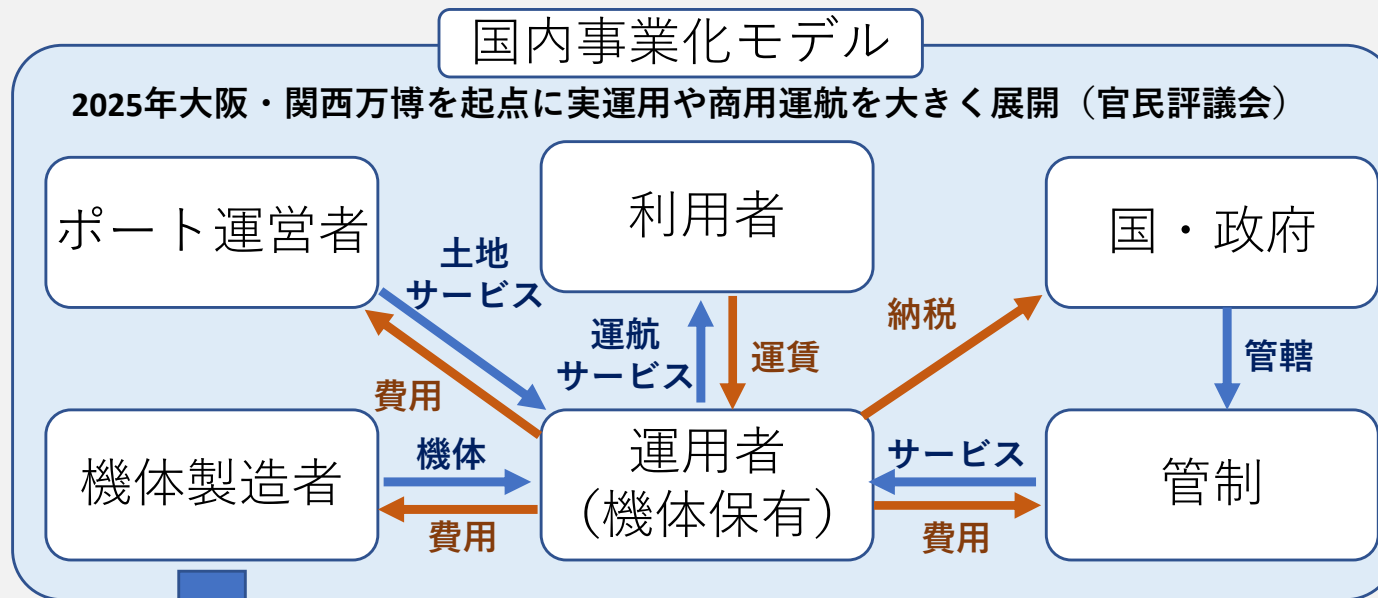 国内事業化モデル
2025年大阪・関西万博を起点に実運用や商用運航を大きく展開（官民評議会）
ポート運営者
利用者
国・政府
土地
サービス
運航
サービス
運賃
納税
管轄
費用
機体製造者
機体
費用
運用者
（機体保有）
サービス
費用
管制